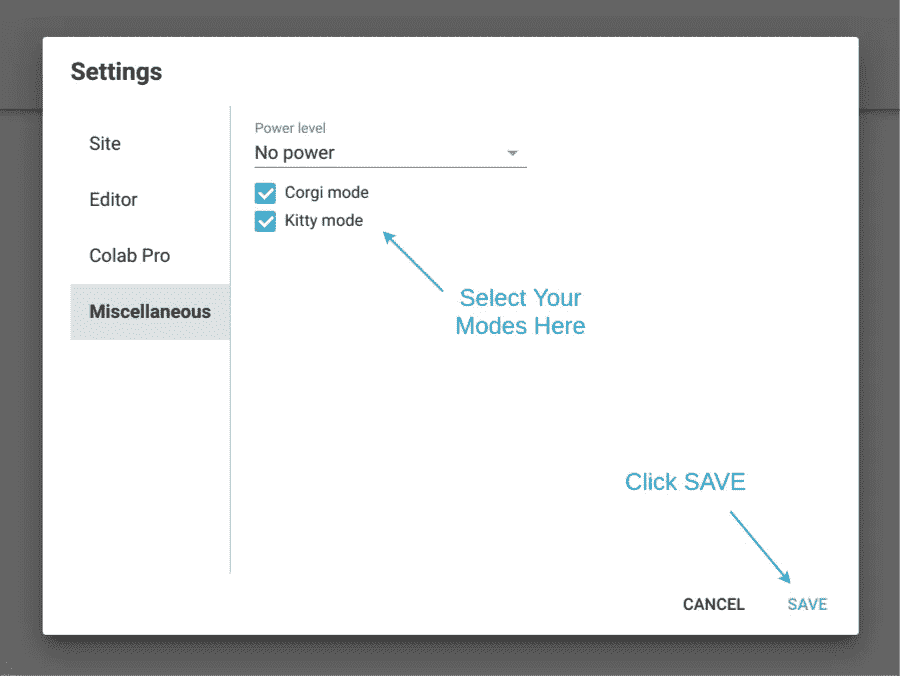 Settings
Site
Editor
Colab Pro
Miscellaneous
Power level
No power
Corgi mode
Kitty mode
Select Your
Modes Here
Click SAVE
CANCEL
SAVE